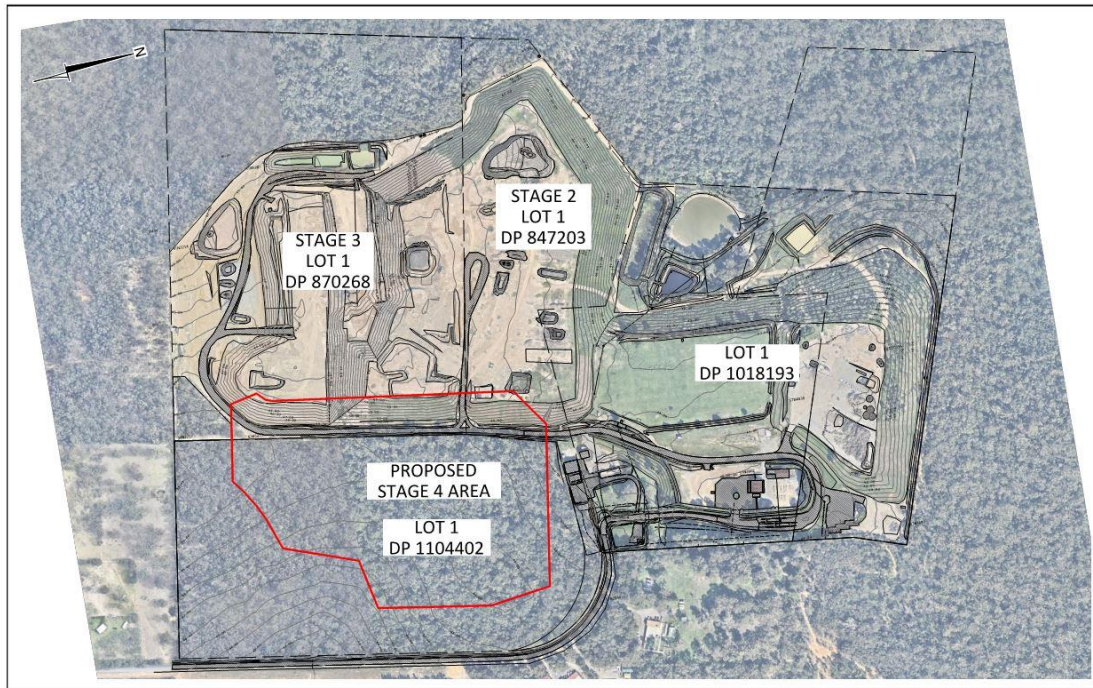 N
STAGE 2
LOT 1
DP 847203
STAGE 3
LOT 1
DP 870268
LOT 1
DP 1018193
PROPOSED
STAGE 4 AREA
LOT 1
DP 1104402